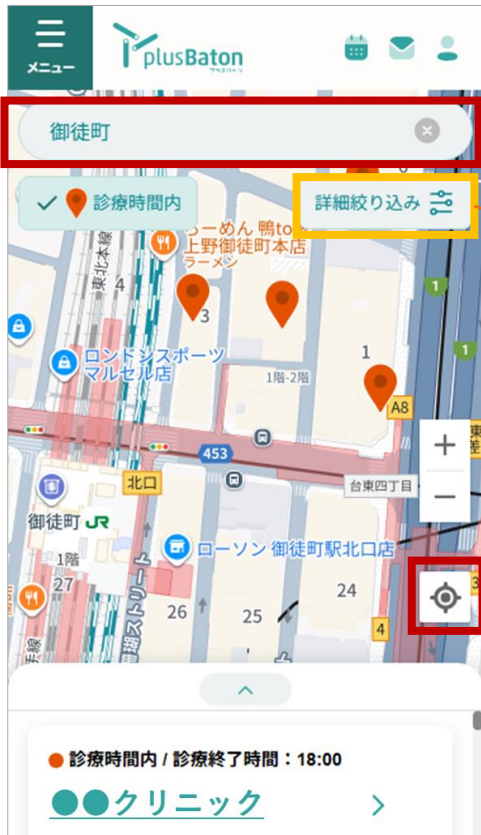 メニュー
plusBaton
プラスバトン
御徒町
診療時間内
詳細絞り込み
らーめん 鴨to
上野御徒町本店
ラーメン
東北本線
4
3
1
1
1
ロンドンスポーツ
マルセル店
1階-2階
A8
453
北口
台東四丁目
御徒町 JR
ローソン 御徒町駅北口店
1階
27
24
26
25
4
診療時間内 / 診療終了時間：18:00
●●クリニック